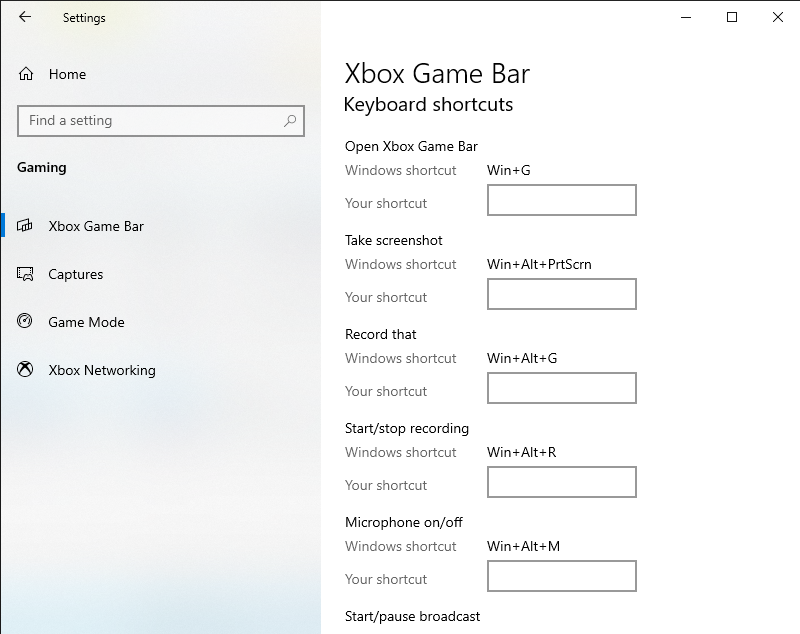 Settings
Home
Find a setting
Gaming
Xbox Game Bar
Captures
Game Mode
Xbox Networking
Xbox Game Bar
Keyboard shortcuts
Open Xbox Game Bar
Windows shortcut Win+G
Your shortcut
Take screenshot
Windows shortcut Win+Alt+PrtScrn
Your shortcut
Record that
Windows shortcut Win+Alt+G
Your shortcut
Start/stop recording
Windows shortcut Win+Alt+R
Your shortcut
Microphone on/off
Windows shortcut Win+Alt+M
Your shortcut
Start/pause broadcast